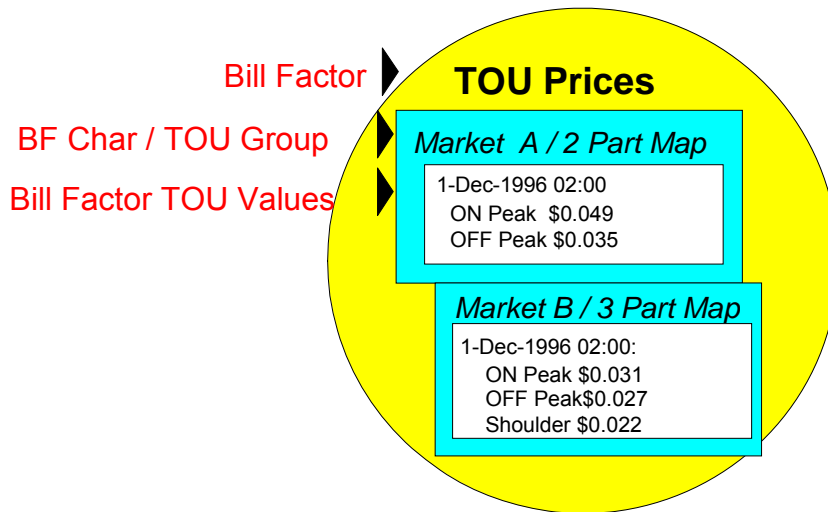 Bill Factor
TOU Prices
BF Char / TOU Group
Market A / 2 Part Map
Bill Factor TOU Values
1-Dec-1996 02:00
ON Peak $0.049
OFF Peak $0.035
Market B / 3 Part Map
1-Dec-1996 02:00:
ON Peak $0.031
OFF Peak$0.027
Shoulder $0.022